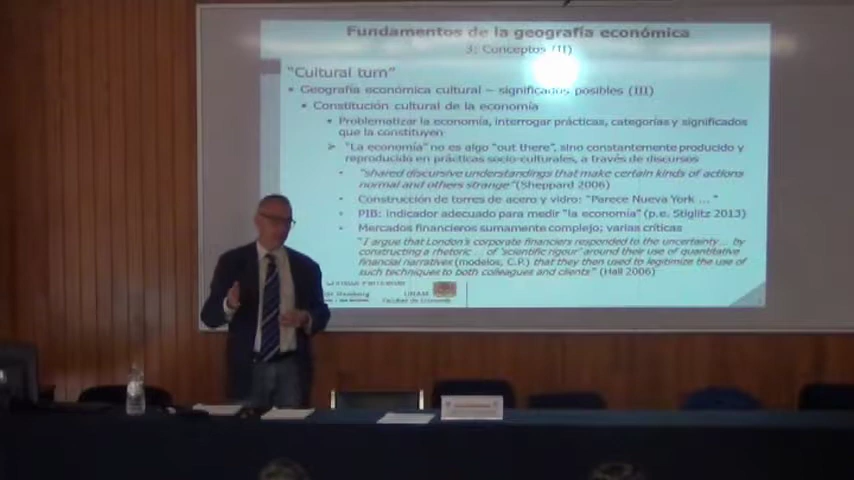 Fundamentos de la geografía económica
3: Conceptos (II)
"Cultural turn"
• Geografía económica cultural – significados posibles (III)
• Constitución cultural de la economía
• Problematizar la economía, interrogar prácticas, categorías y significados
que la constituyen
➢ "La economía" no es algo "out there", sino constantemente producido y
reproducido en prácticas socio-culturales, a través de discursos
• "shared discursive understandings that make certain kinds of actions
normal and others strange" (Sheppard 2006)
• Construcción de torres de acero y vidro: "Parece Nueva York ... "
• PIB: indicador adecuado para medir "la economía" (p.e. Stiglitz 2013)
• Mercados financieros sumamente complejo; varias críticas
"I argue that London's corporate financiers responded to the uncertainty... by
constructing a rhetoric ... of 'scientific rigour' around their use of quantitative
financial narratives (modelos, C.P.) that they then used to legitimize the use of
such techniques to both colleagues and clients" (Hall 2006)
UNAM
Facultad de Economía